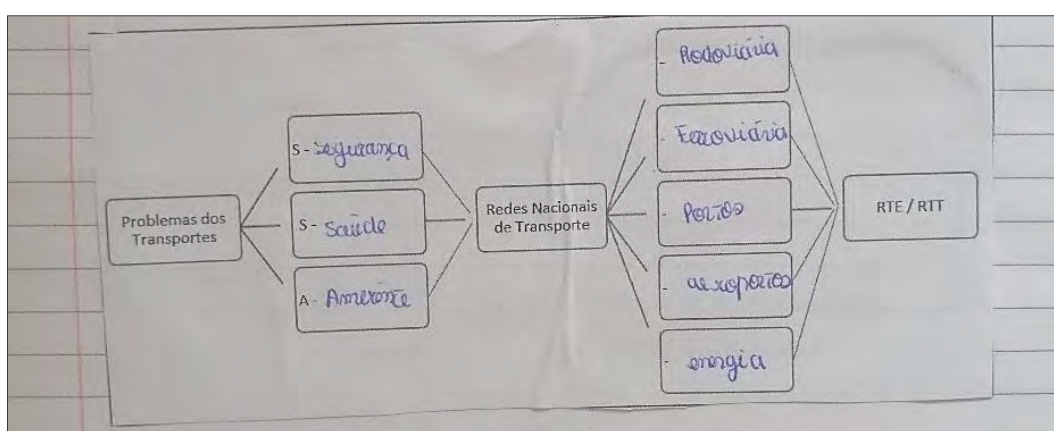 Problemas dos
Transportes
S - Segurança
S - Saúde
A - Ambiente
Redes Nacionais
de Transporte
- Rodoviária
- Ferroviária
- Portos
- aeroportos
- energia
RTE / RTT